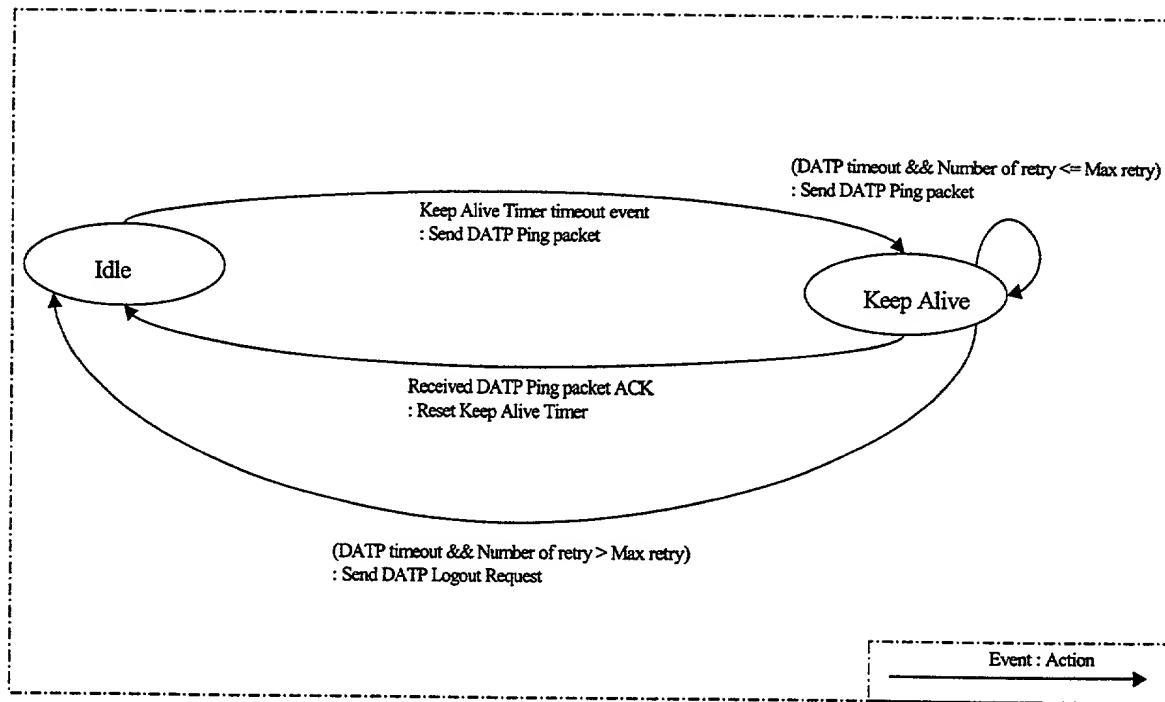 (DATP timeout && Number of retry <= Max retry)
: Send DATP Ping packet
Keep Alive Timer timeout event
: Send DATP Ping packet
Idle
Keep Alive
Received DATP Ping packet ACK
: Reset Keep Alive Timer
(DATP timeout && Number of retry > Max retry)
: Send DATP Logout Request
Event : Action